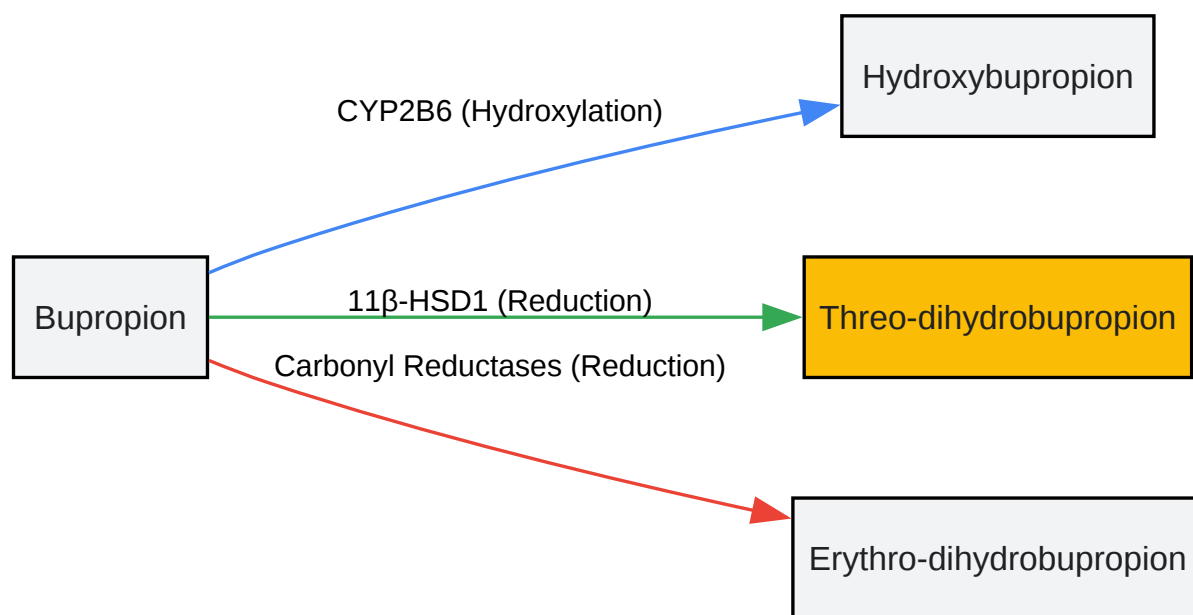 Hydroxybupropion
CYP2B6 (Hydroxylation)
Bupropion
11β-HSD1 (Reduction)
Threo-dihydrobupropion
Carbonyl Reductases (Reduction)
Erythro-dihydrobupropion